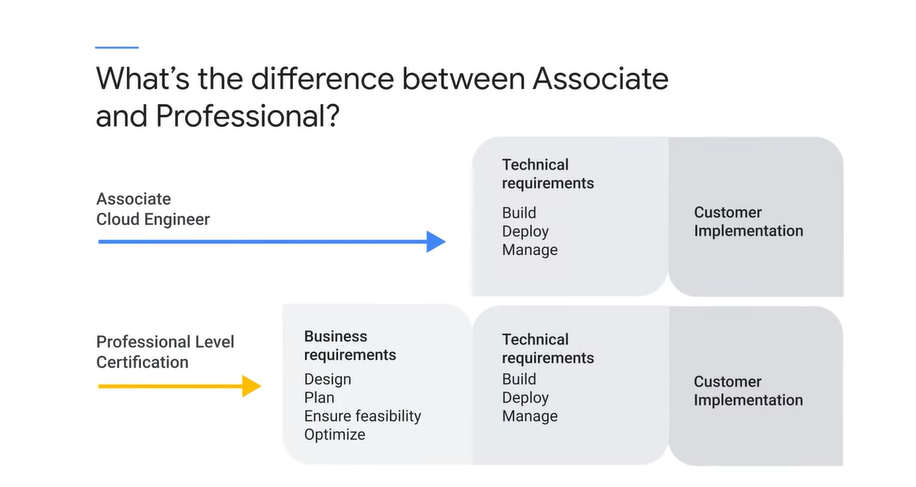 What's the difference between Associate
and Professional?
Associate
Cloud Engineer
Technical
requirements
Build
Deploy
Manage
Customer
Implementation
Professional Level
Certification
Business
requirements
Design
Plan
Ensure feasibility
Optimize
Technical
requirements
Build
Deploy
Manage
Customer
Implementation